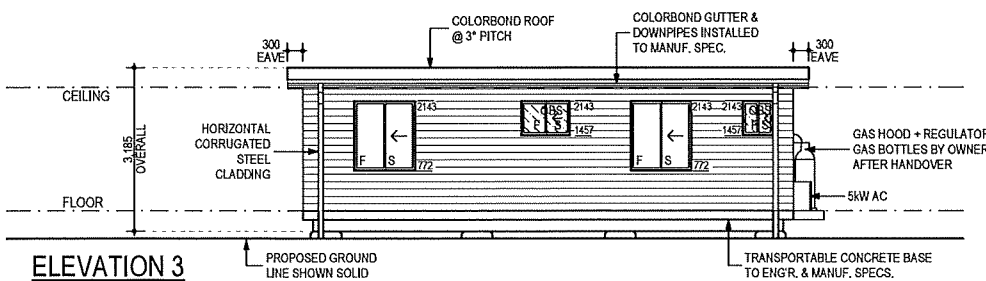 COLORBOND ROOF
@ 3° PITCH
COLORBOND GUTTER &
DOWNPIPES INSTALLED
TO MANUF. SPEC.
300
EAVE
300
EAVE
CEILING
3,185
OVERALL
HORIZONTAL
CORRUGATED
STEEL
CLADDING
2143
F S
772
OBS
2143
F S
1457
2143
F S
772
2143
OBS
F S
1457
GAS HOOD + REGULATOR
GAS BOTTLES BY OWNER
AFTER HANDOVER
5kW AC
FLOOR
ELEVATION 3
PROPOSED GROUND
LINE SHOWN SOLID
TRANSPORTABLE CONCRETE BASE
TO ENG'R. & MANUF. SPECS.